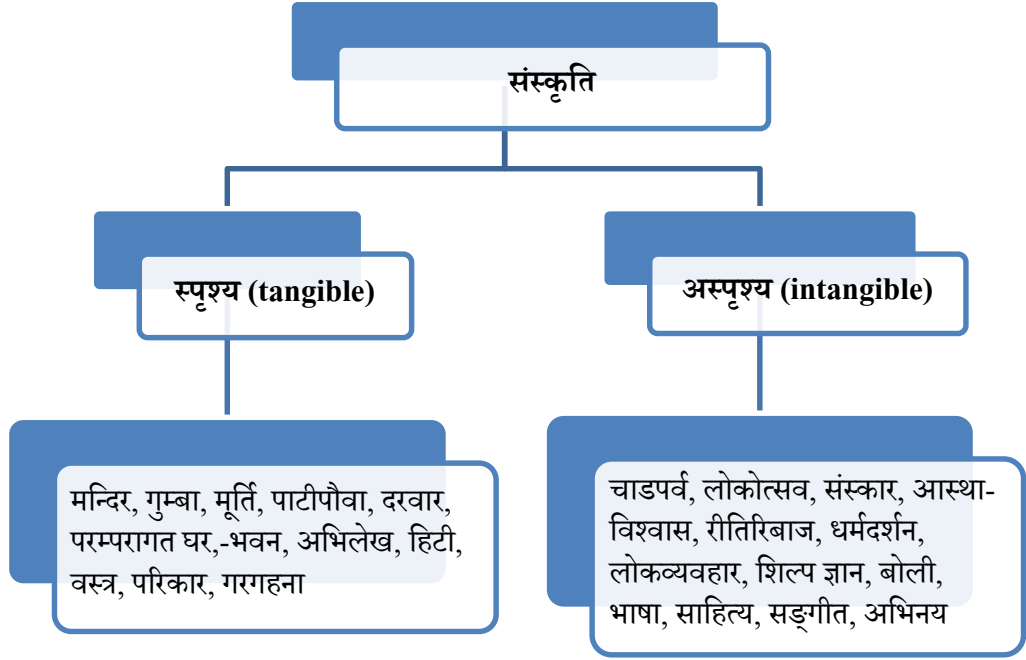 संस्कृति
स्पृश्य (tangible)
अस्पृश्य (intangible)
मन्दिर, गुम्बा, मूर्ति, पाटीपौवा, दरवार,
परम्परागत घर,-भवन, अभिलेख, हिटी,
वस्त्र, परिकार, गरगहना
चाडपर्व, लोकोत्सव, संस्कार, आस्था-
विश्वास, रीतिरिबाज, धर्मदर्शन,
लोकव्यवहार, शिल्प ज्ञान, बोली,
भाषा, साहित्य, सङ्गीत, अभिनय